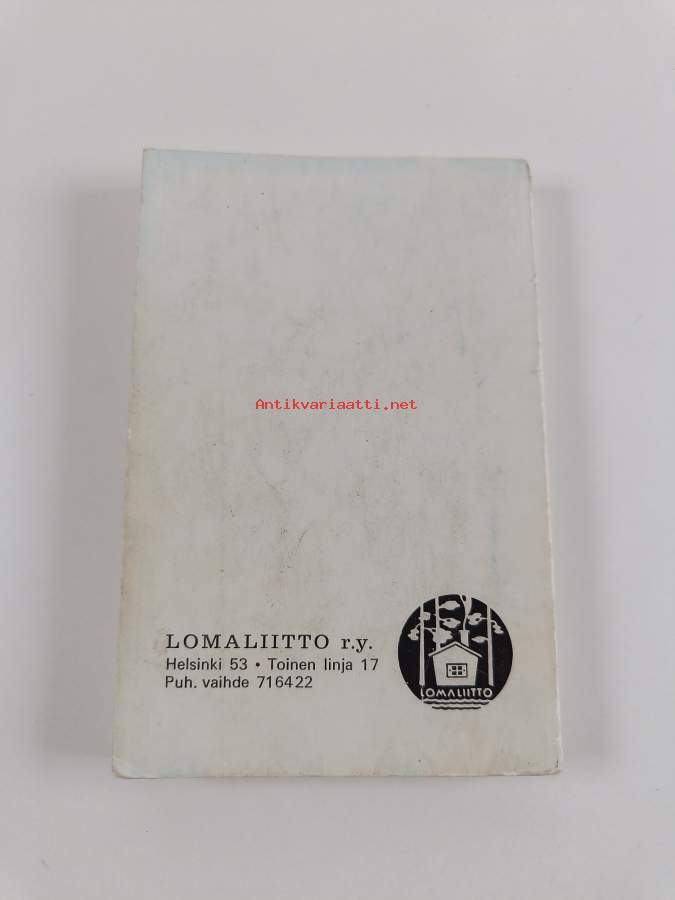 Antikvariaatti.net
LOMALIITTO r.y.
Helsinki 53 • Toinen linja 17
Puh. vaihde 716422
LOMALIITTO